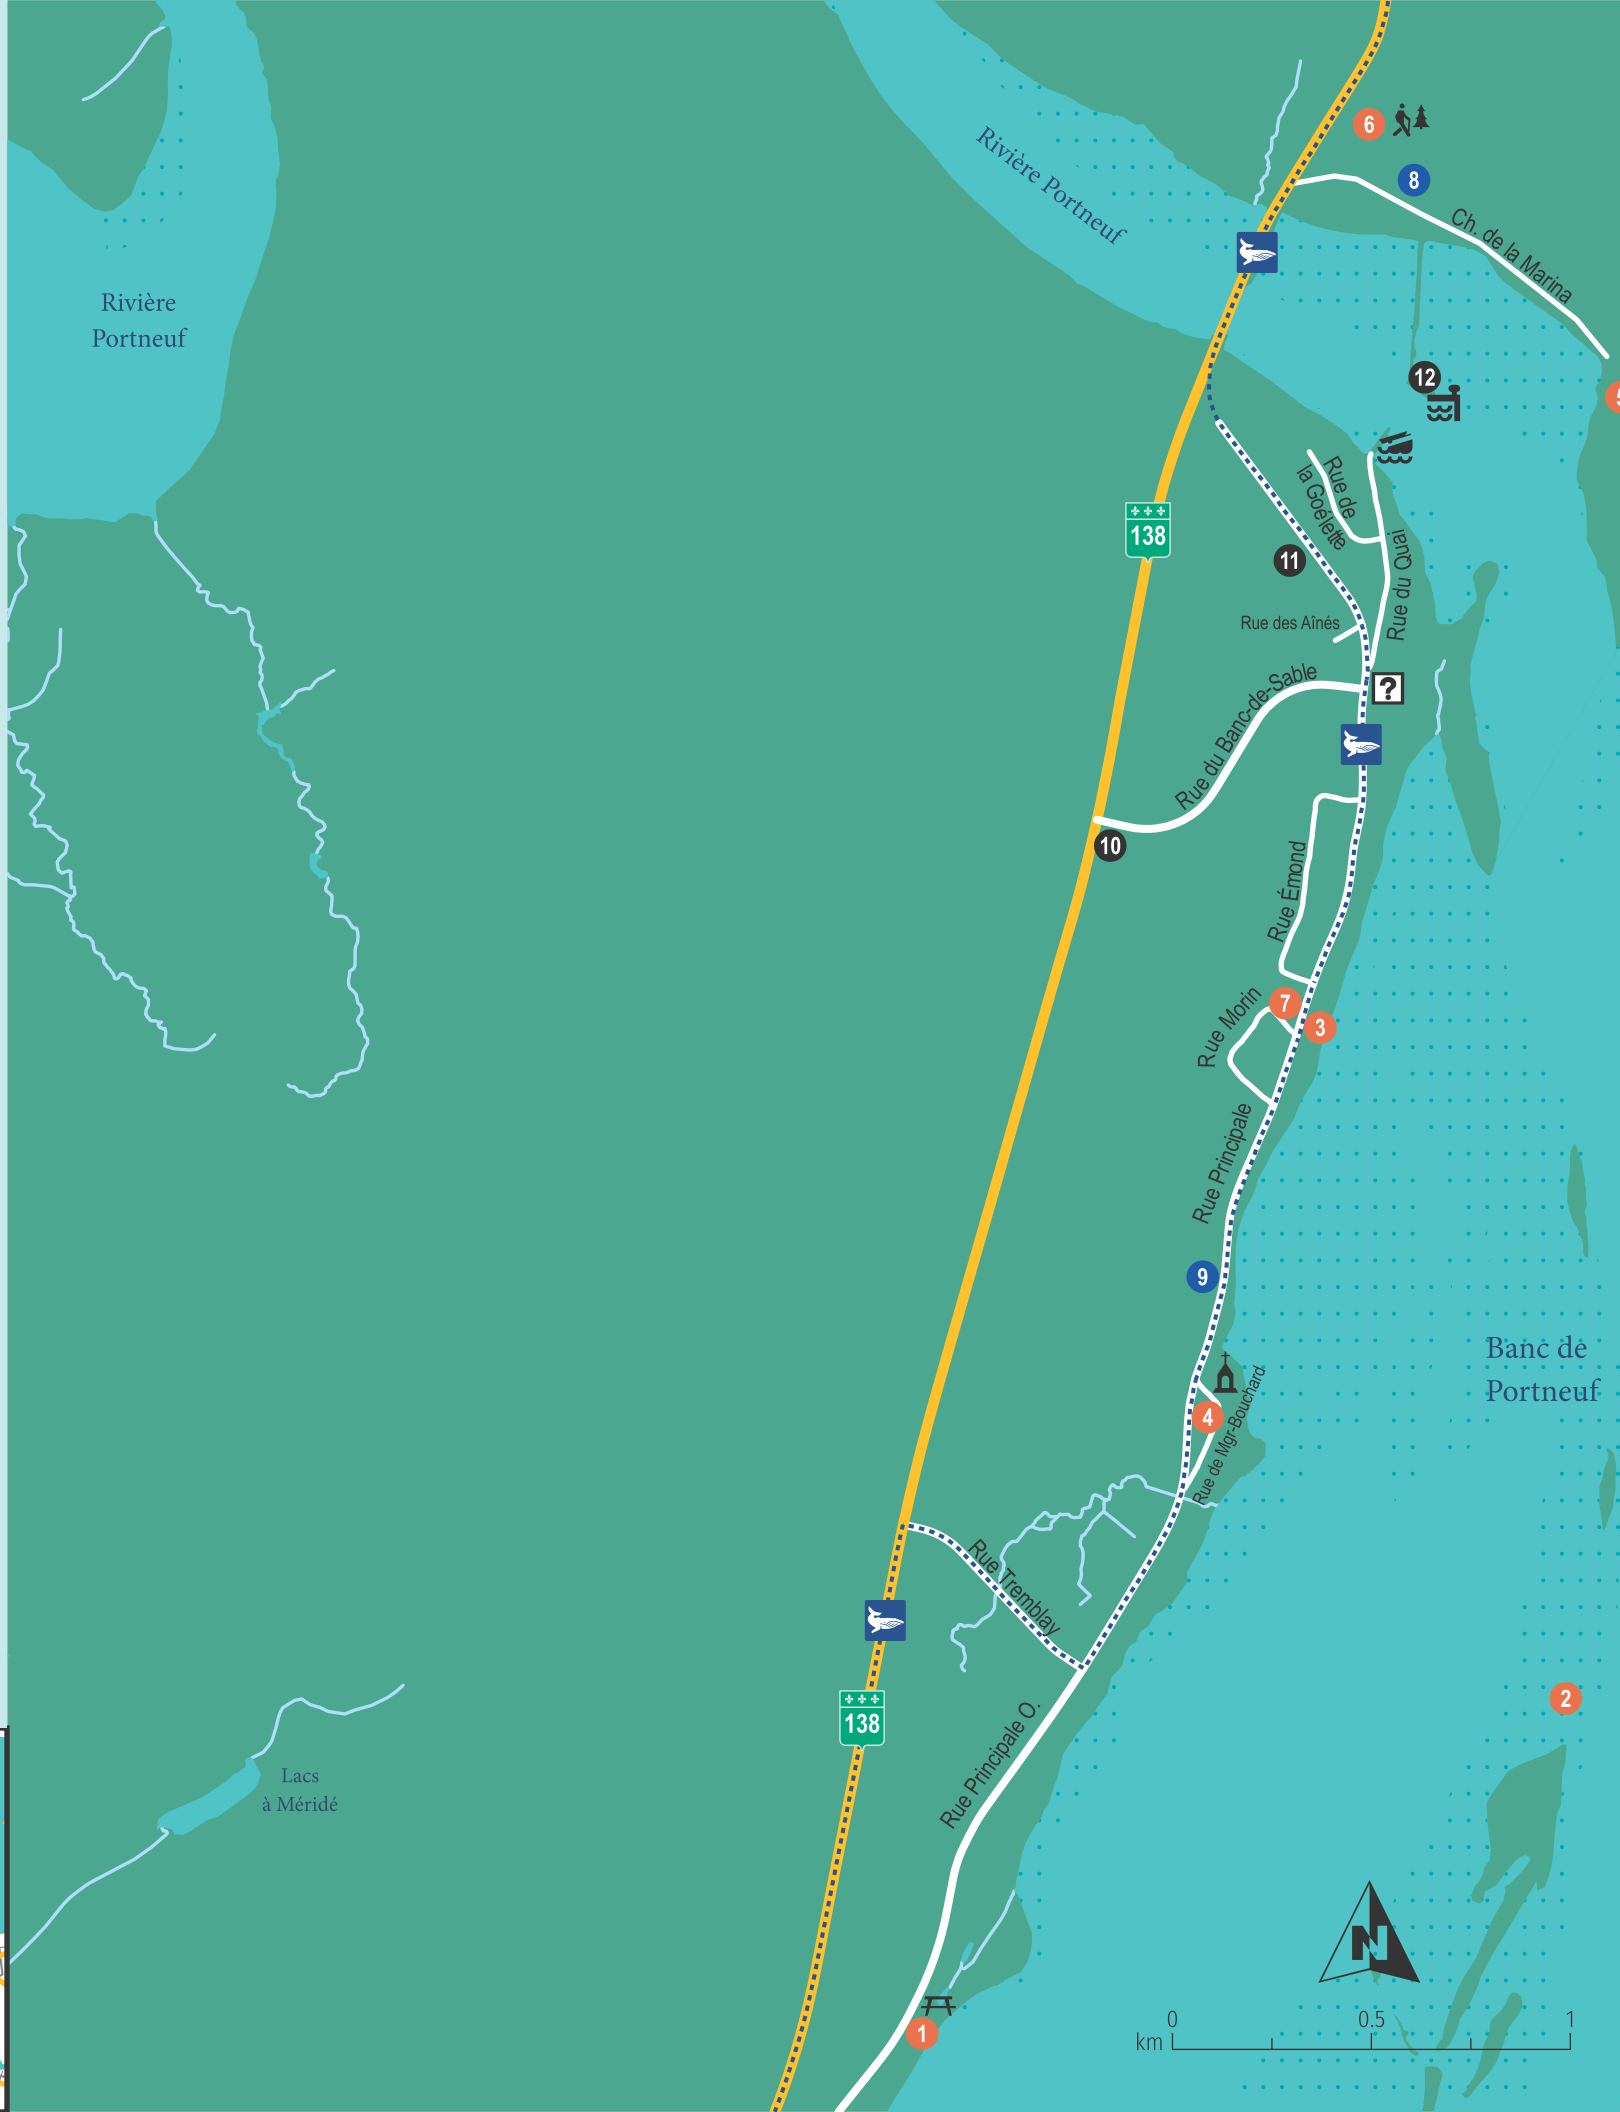 6
Rivière Portneuf
8
Ch. de la Marina
Rivière
Portneuf
12
5
Rue de
la Goélette
138
11
Rue du Quai
Rue des Aînés
Rue du Banc-de-Sable
?
10
Rue Émond
Rue Morin
7
3
Rue Principale
9
Banc de
Portneuf
4
Rue de Mgr-Bouchard
Rue Tremblay
2
138
Rue Principale O.
Lacs
à Méridé
N
1
0 0.5 1
km